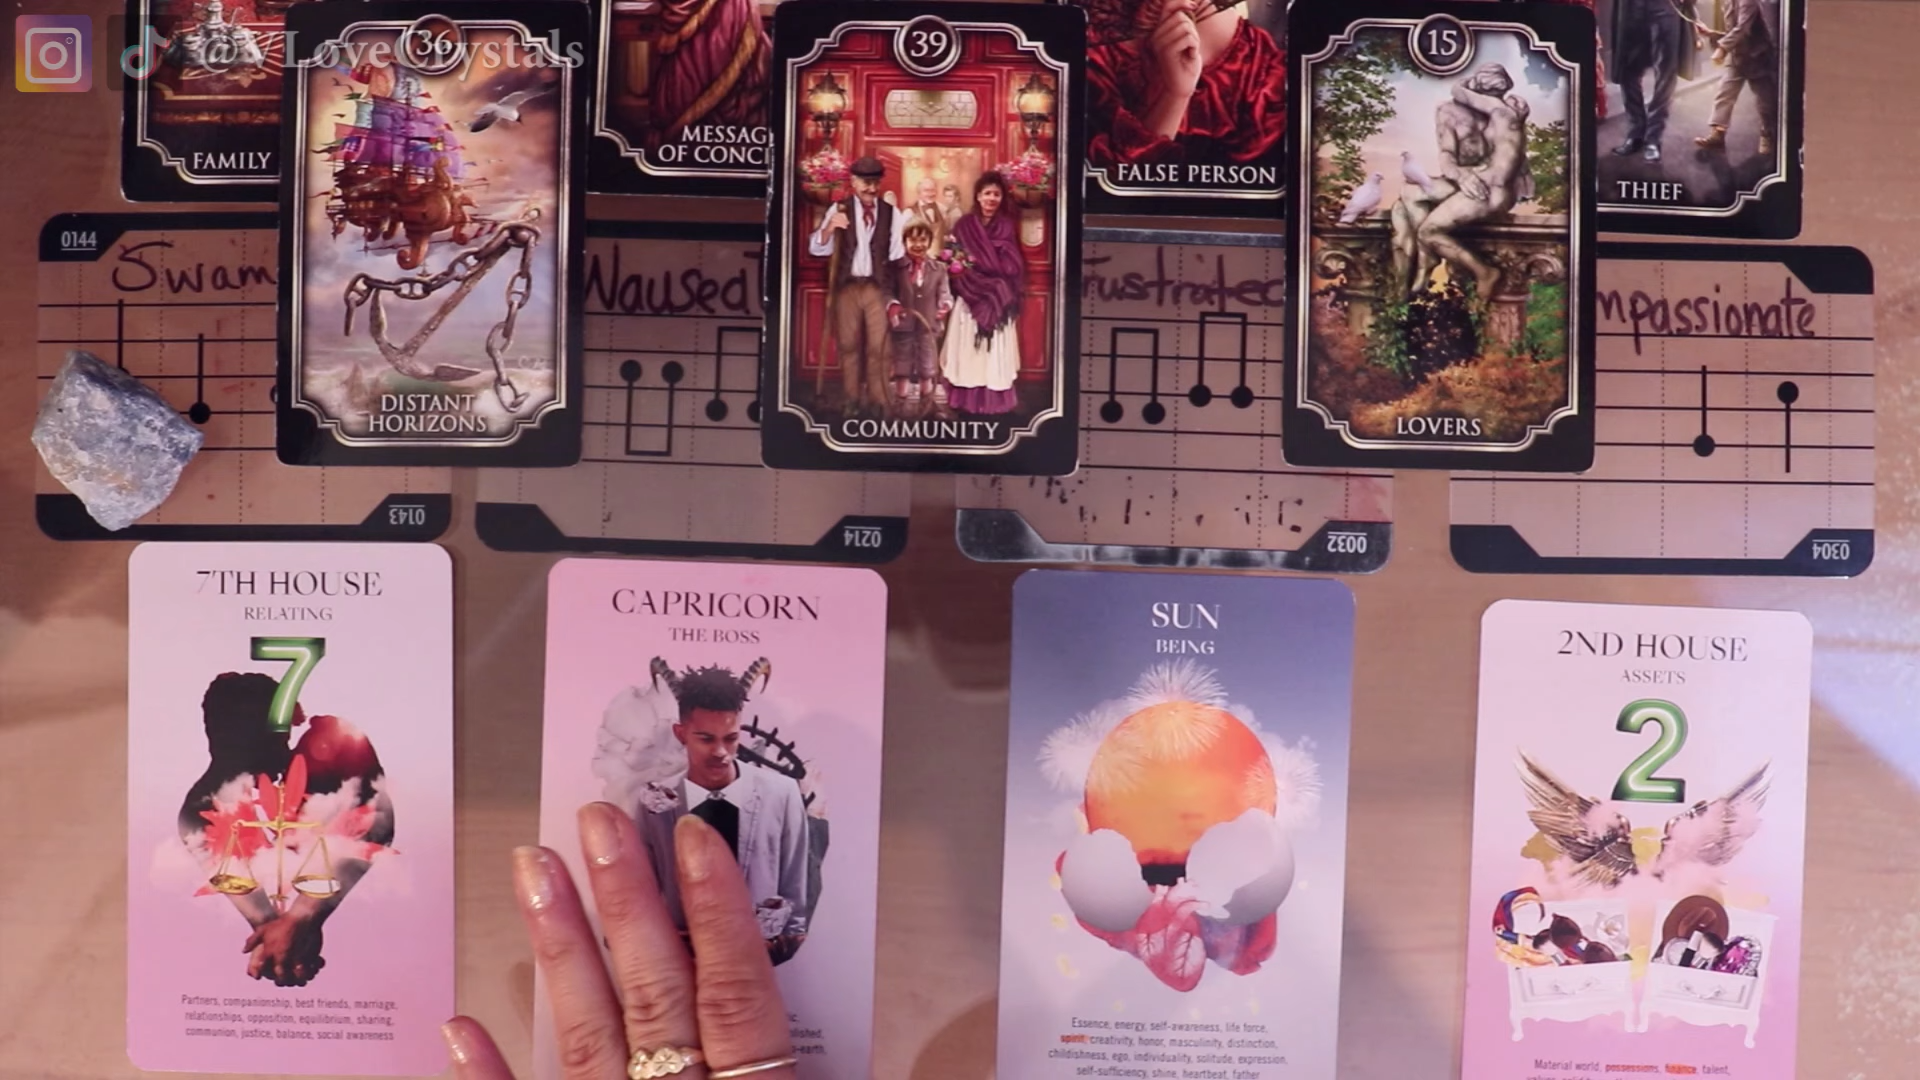 @VLoveCrystals
36
39
15
FAMILY
MESSAG
OF CONC
FALSE PERSON
THIEF
DISTANT
HORIZONS
COMMUNITY
LOVERS
0144
Swam
Naused
rustrated
mpassionate
0143
0214
0032
0304
7TH HOUSE
RELATING
7
Partners, companionship, best friends, marriage,
relationships, opposition, equilibrium, sharing,
communion, justice, balance, social awareness
CAPRICORN
THE BOSS
SUN
BEING
Essence, energy, self-awareness, life force,
spirit, creativity, honor, masculinity, distinction,
childishness, ego, individuality, solitude, expression,
self-sufficiency, shine, heartbeat, father
2ND HOUSE
ASSETS
2
Material world, possessions, finance, talent,